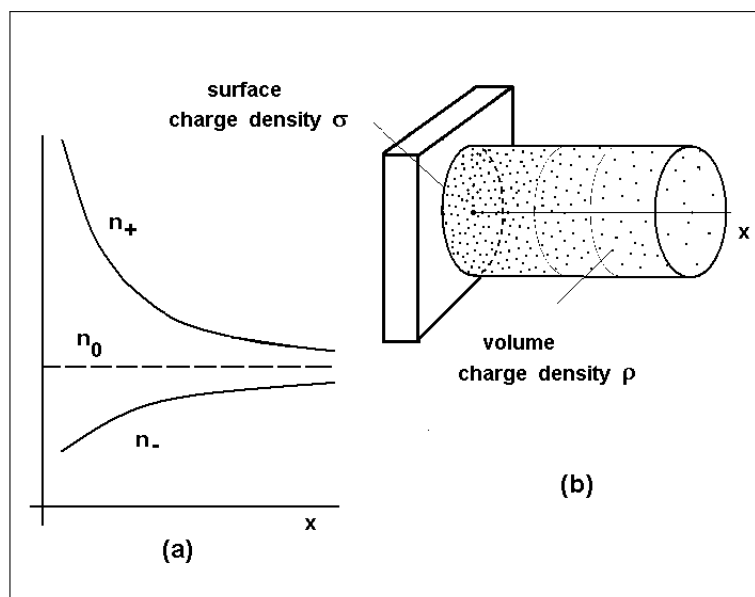 surface
charge density σ
n+
n0
n-
x
(a)
x
volume
charge density ρ
(b)